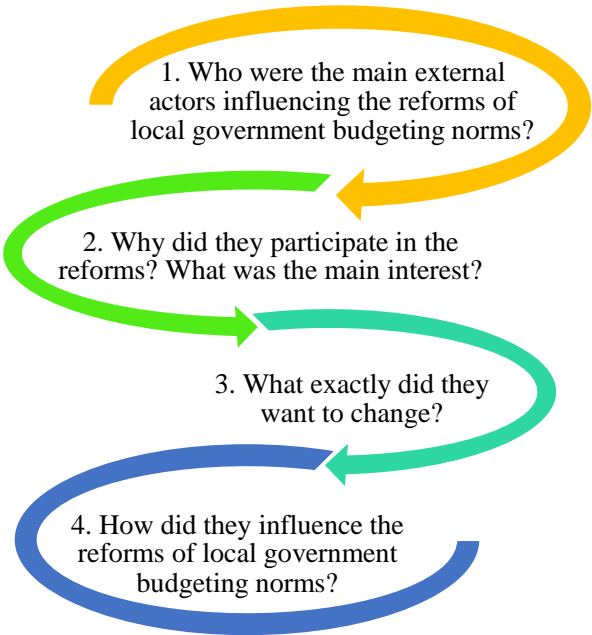 1. Who were the main external
actors influencing the reforms of
local government budgeting norms?
2. Why did they participate in the
reforms? What was the main interest?
3. What exactly did they
want to change?
4. How did they influence the
reforms of local government
budgeting norms?